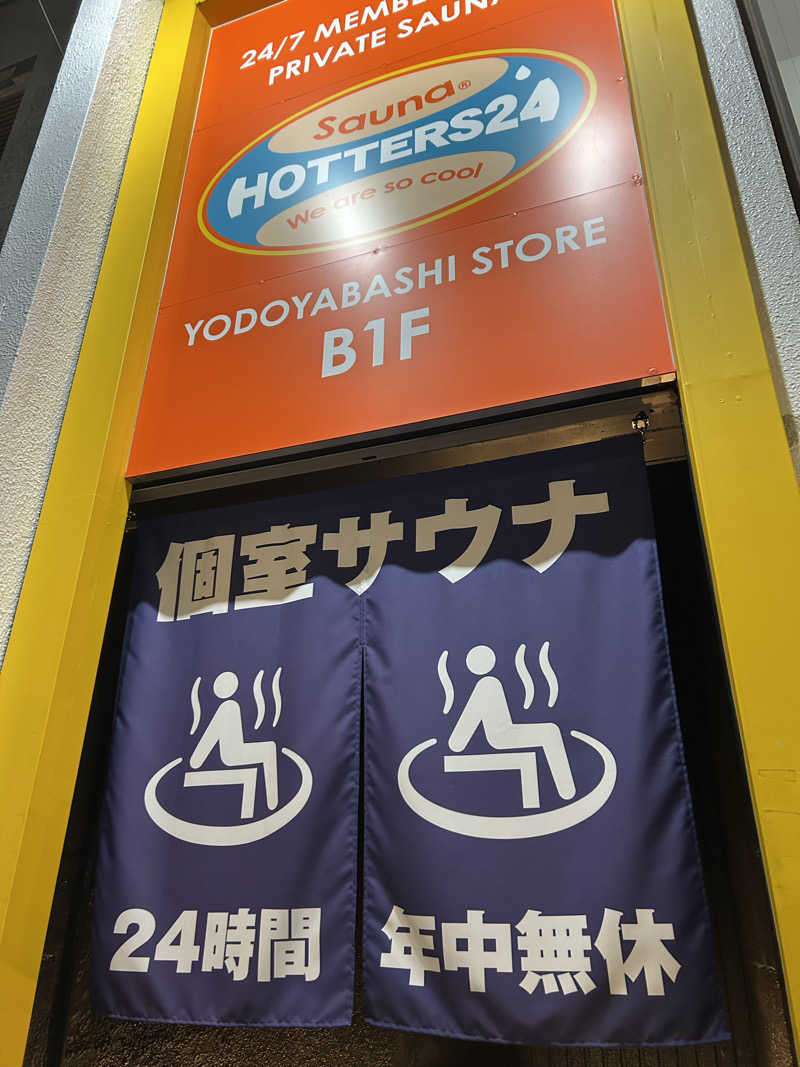 24/7
PRIVATE SAUNA
Sauna®
HOTTERS24
We are so cool
YODOYABASHI STORE
B1F
個室サウナ
24時間
年中無休